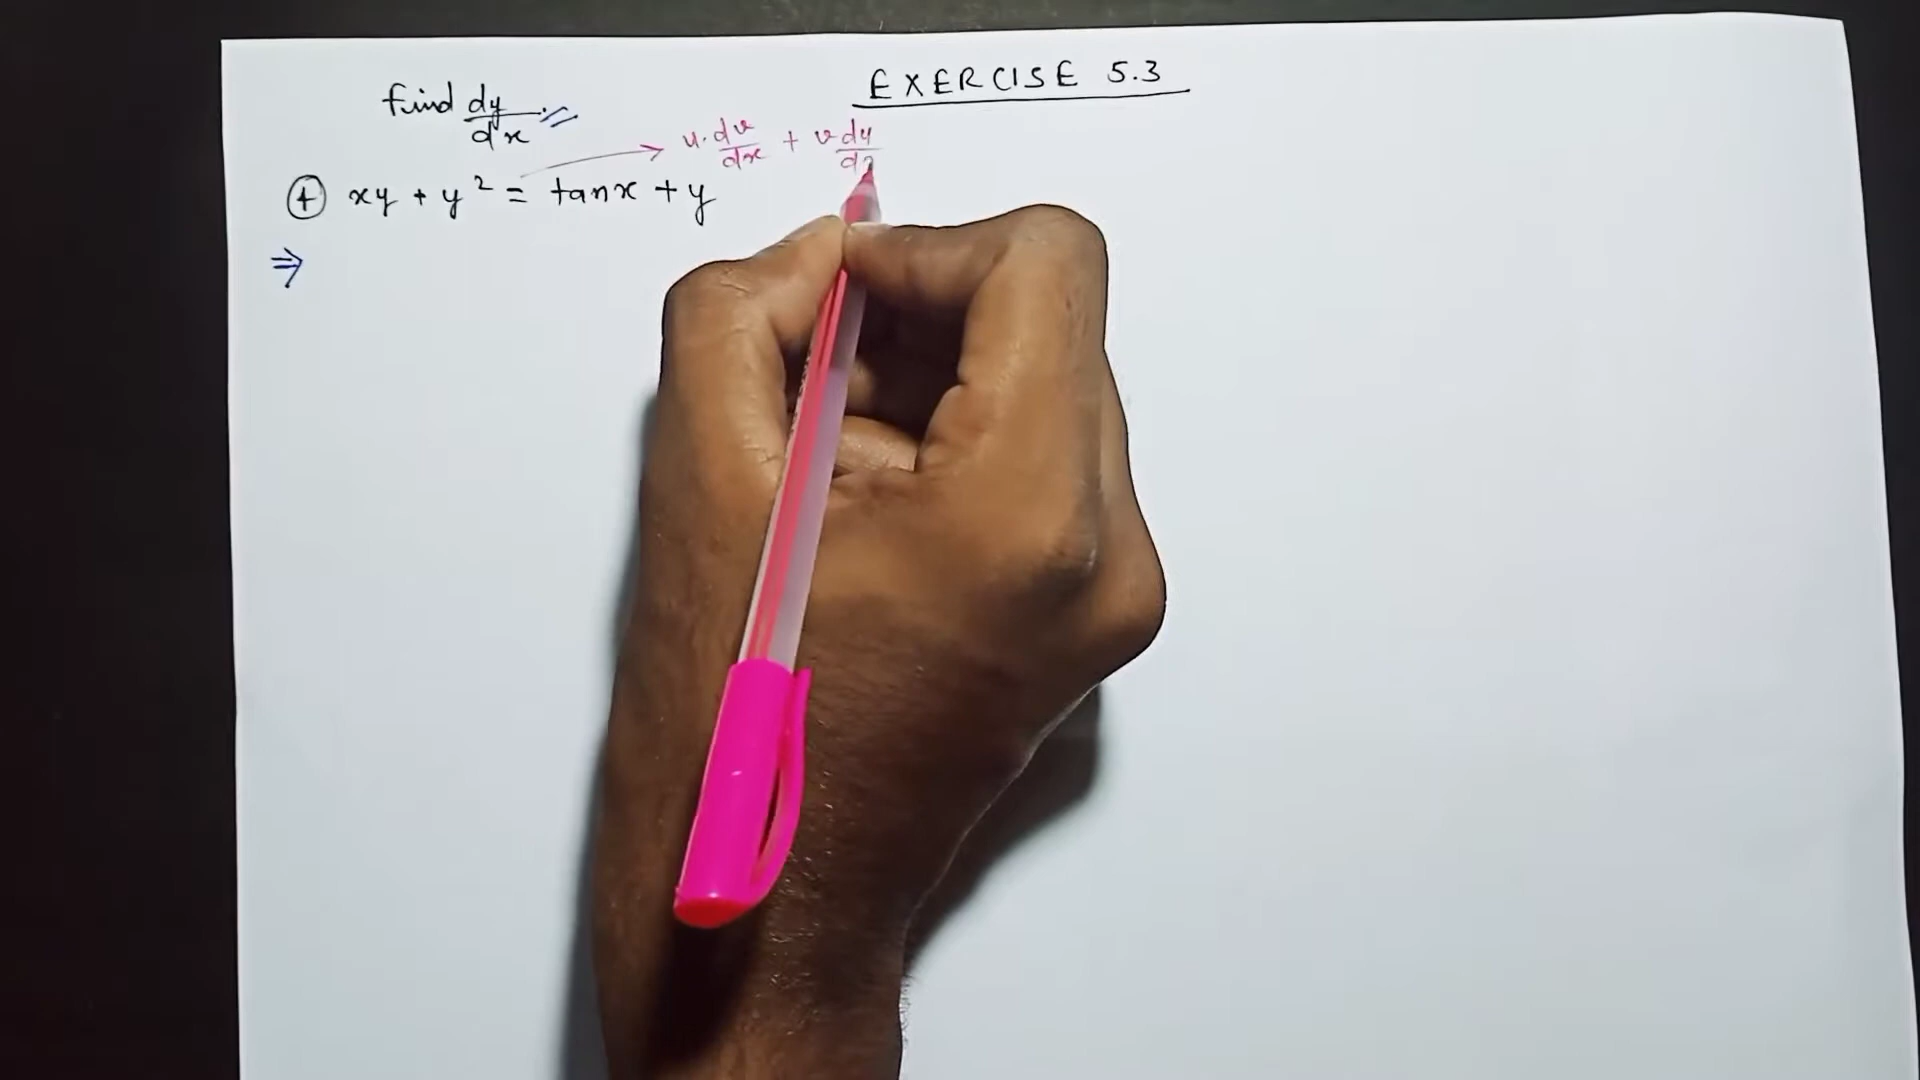 EXERCISE 5.3
find dy/dx.
u.dv/dx + v du/dx
④ xy + y² = tanx + y
⇒